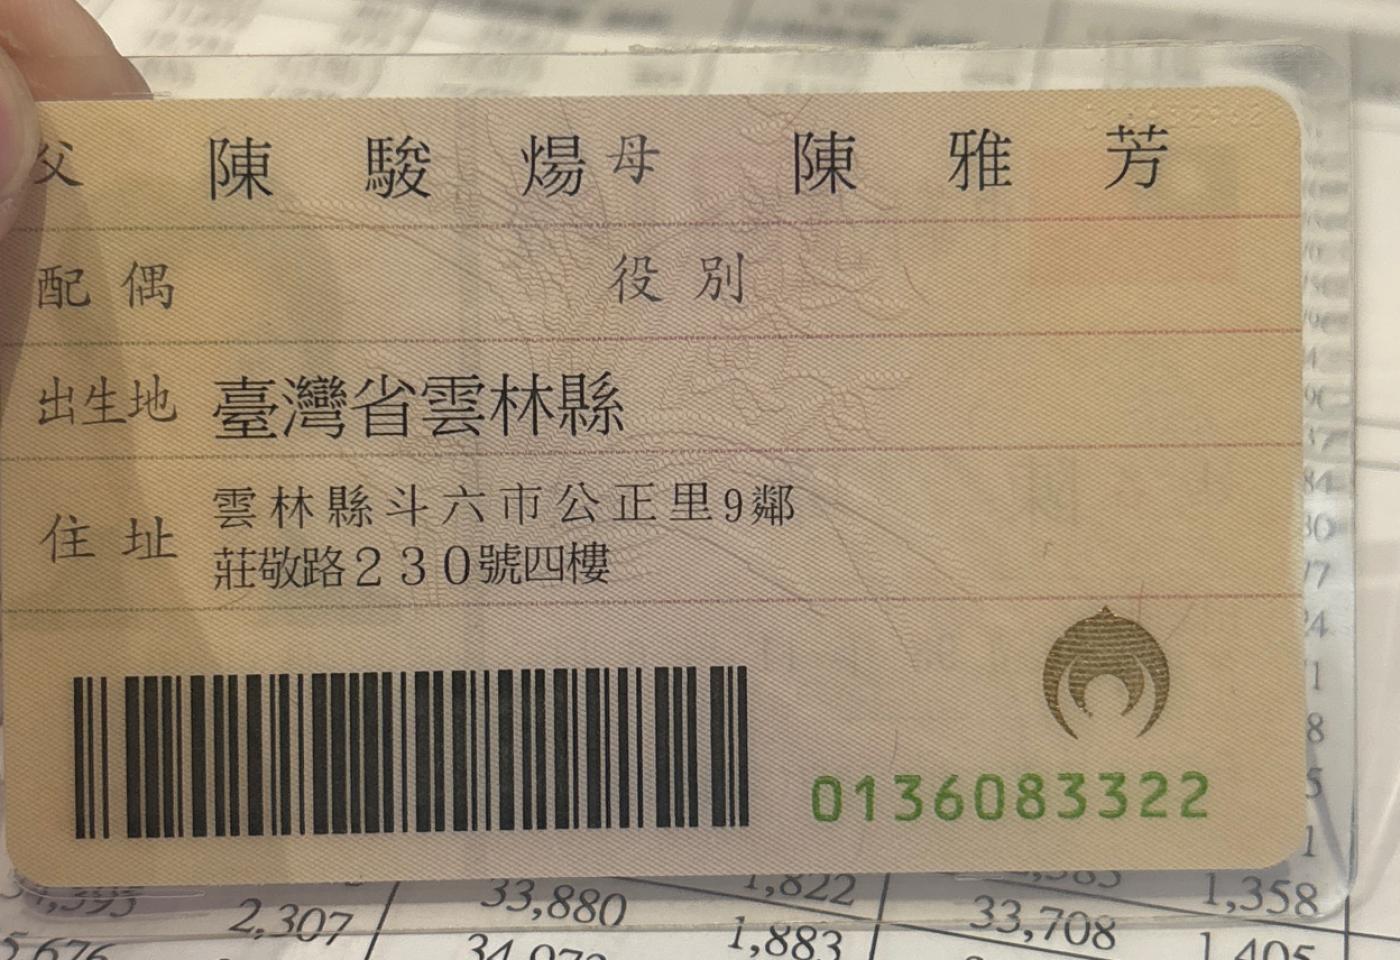 父 陳駿煬 母 陳雅芳
配偶 役別
出生地 臺灣省雲林縣
住址 雲林縣斗六市公正里9鄰
莊敬路230號四樓
0136083322
2,307 33,880 1,822 33,708 1,358
1,883 1,405